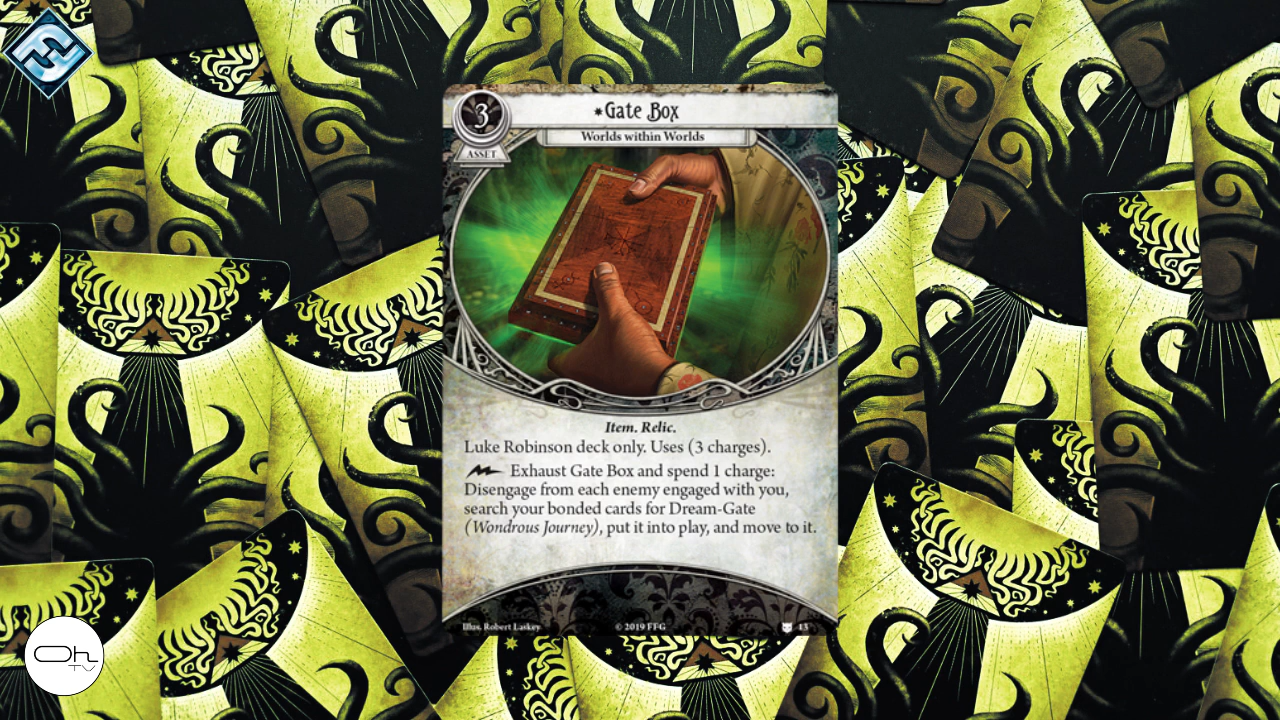 3
*Gate Box
Worlds within Worlds
ASSET
Item. Relic.
Luke Robinson deck only. Uses (3 charges).
Exhaust Gate Box and spend 1 charge:
Disengage from each enemy engaged with you,
search your bonded cards for Dream-Gate
(Wondrous Journey), put it into play, and move to it.
Illus. Robert Laskey © 2019 FFG 13
Oh
TV